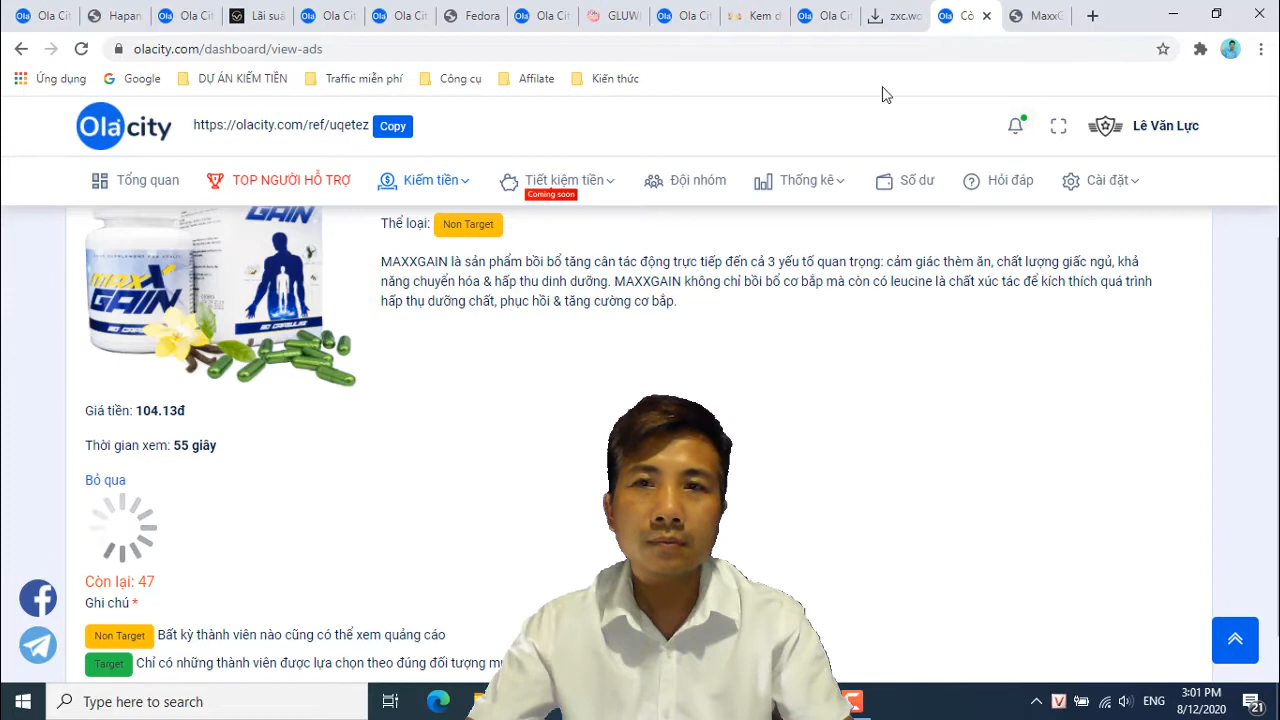 Ola Cit
Hapan
Ola Cit
Lãi suấ
Ola Cit
Ola Cit
Fedora
Ola Cit
GLUW
Ola Cit
Kem d
Ola Cit
zxc.wo
Cò
MaxxG
olacity.com/dashboard/view-ads
Ứng dụng
Google
DỰ ÁN KIẾM TIỀN
Traffic miễn phí
Công cụ
Affilate
Kiến thức
Ola city
https://olacity.com/ref/uqetez
Copy
Lê Văn Lực
Tổng quan
TOP NGƯỜI HỖ TRỢ
Kiếm tiền
Tiết kiệm tiền
Coming soon
Đội nhóm
Thống kê
Số dư
Hỏi đáp
Cài đặt
GAIN
maxX
GAIN
Thể loại: Non Target
MAXXGAIN là sản phẩm bồi bổ tăng cân tác động trực tiếp đến cả 3 yếu tố quan trọng: cảm giác thèm ăn, chất lượng giấc ngủ, khả
năng chuyển hóa & hấp thu dinh dưỡng. MAXXGAIN không chỉ bồi bổ cơ bắp mà còn có leucine là chất xúc tác để kích thích quá trình
hấp thụ dưỡng chất, phục hồi & tăng cường cơ bắp.
Giá tiền: 104.13đ
Thời gian xem: 55 giây
Bỏ qua
Còn lại: 47
Ghi chú *
Non Target Bất kỳ thành viên nào cũng có thể xem quảng cáo
Target Chỉ có những thành viên được lựa chọn theo đúng đối tượng m
Type here to search
ENG
3:01 PM
8/12/2020
21